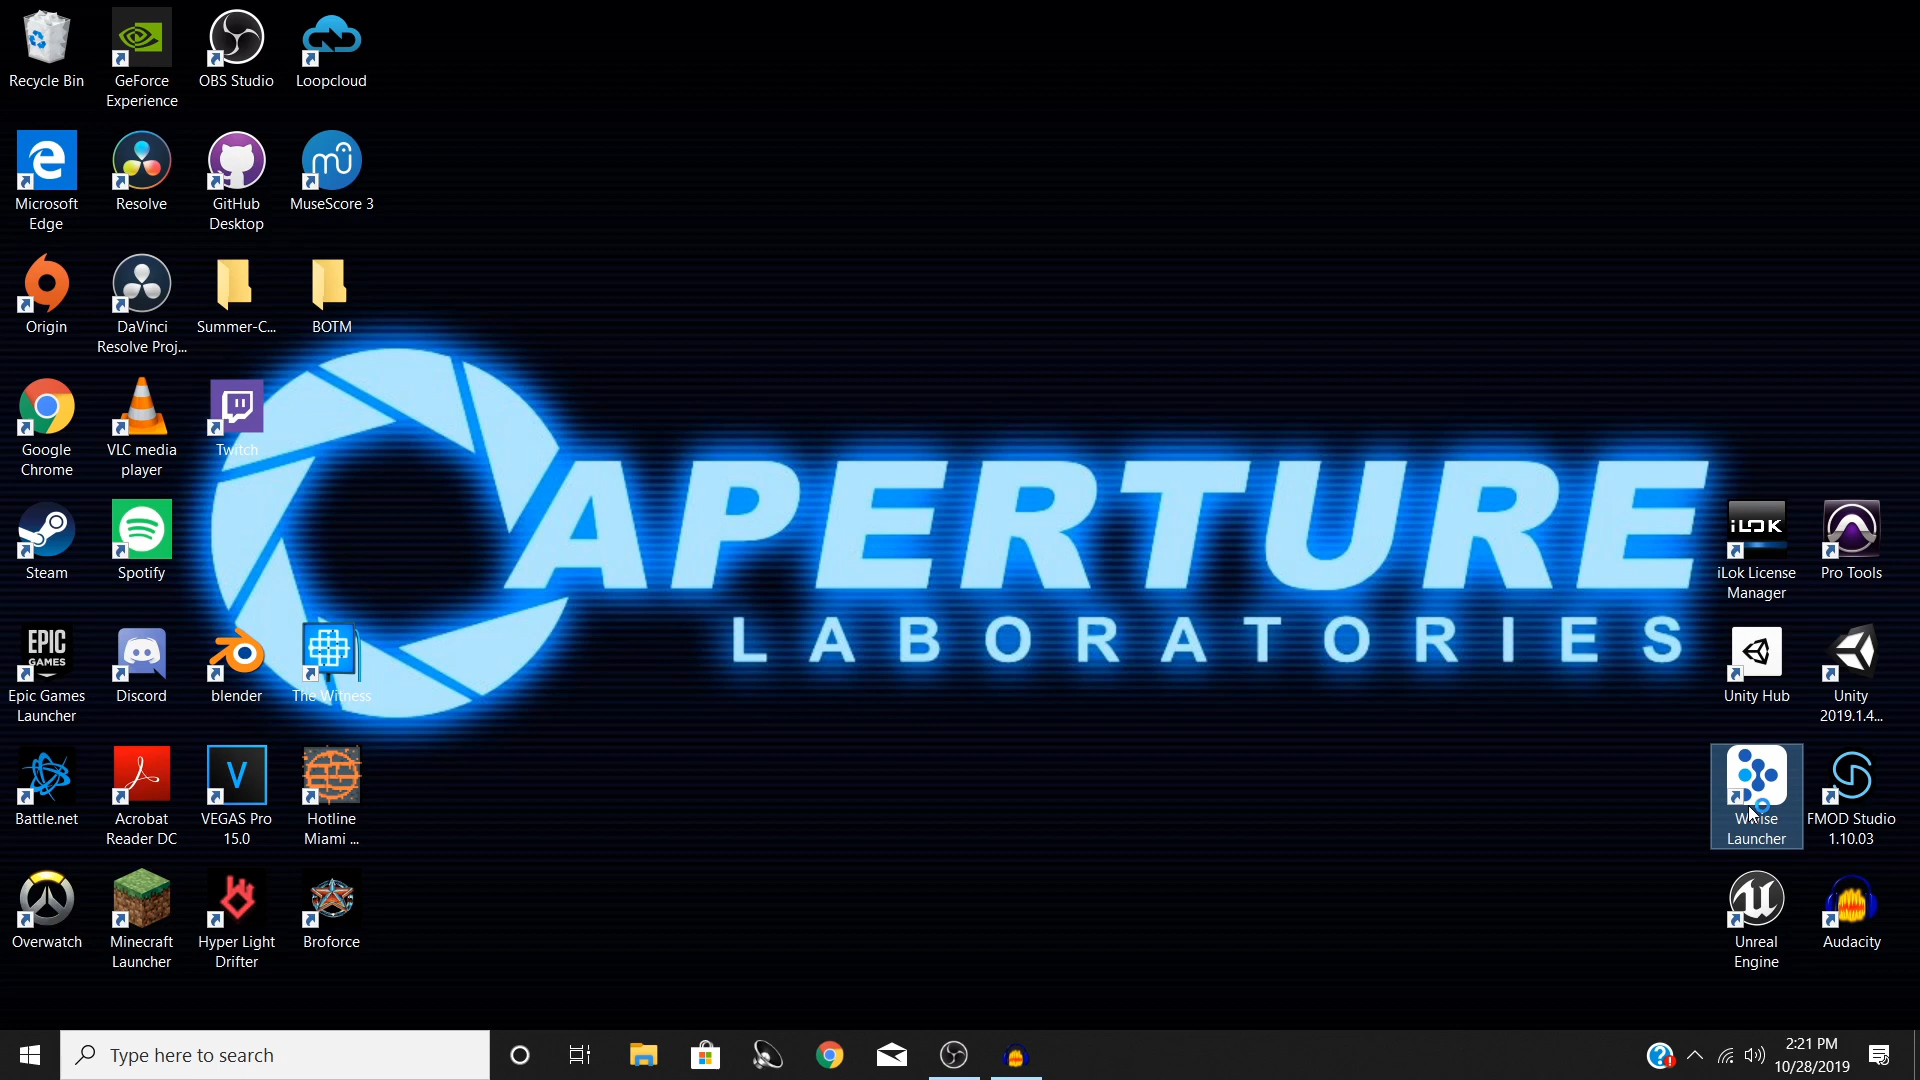 Recycle Bin
GeForce
Experience
OBS Studio
Loopcloud
Microsoft
Edge
Resolve
GitHub
Desktop
mü
MuseScore 3
Origin
DaVinci
Resolve Proj...
Summer-C...
BOTM
Google
Chrome
VLC media
player
Twitch
Steam
Spotify
APERTURE
LABORATORIES
iLOK
iLok License
Manager
Pro Tools
EPIC
GAMES
Epic Games
Launcher
Discord
blender
The Witness
Unity Hub
Unity
2019.1.4...
Battle.net
Acrobat
Reader DC
V
VEGAS Pro
15.0
Hotline
Miami ...
Wwise
Launcher
FMOD Studio
1.10.03
Overwatch
Minecraft
Launcher
Hyper Light
Drifter
Broforce
Unreal
Engine
Audacity
Type here to search
2:21 PM
10/28/2019